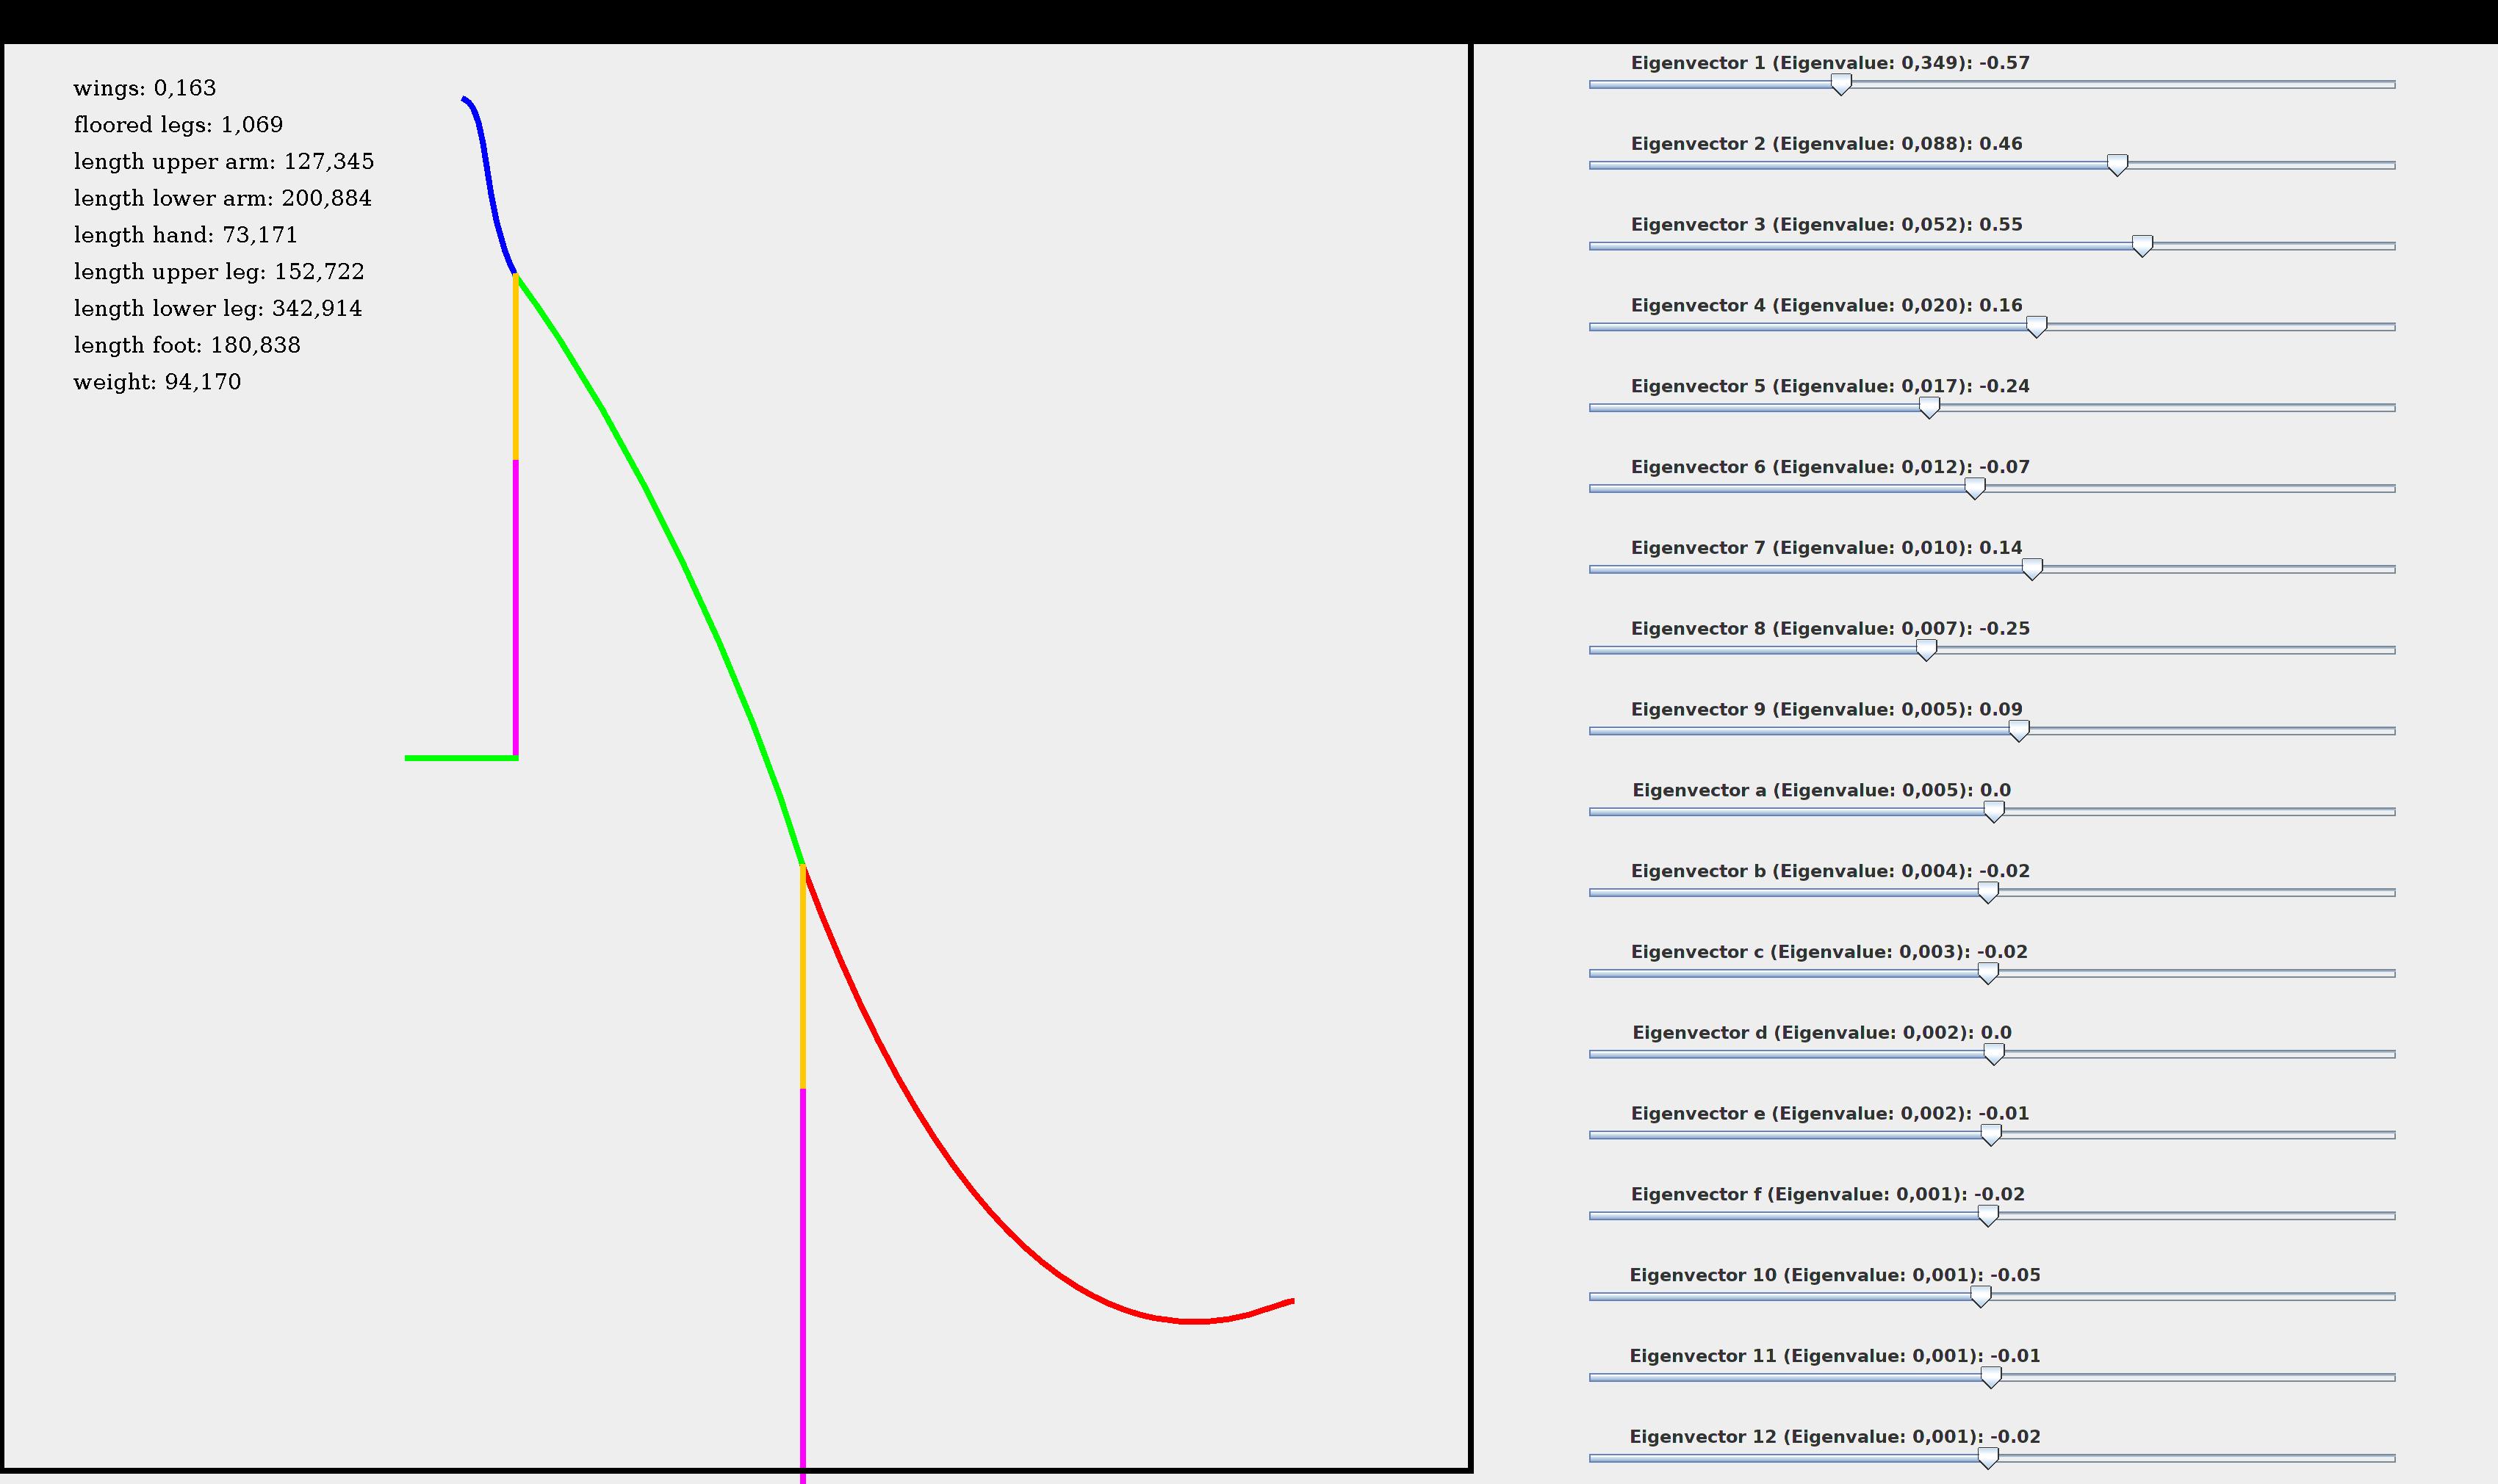 wings: 0,163
floored legs: 1,069
length upper arm: 127,345
length lower arm: 200,884
length hand: 73,171
length upper leg: 152,722
length lower leg: 342,914
length foot: 180,838
weight: 94,170
Eigenvector 1 (Eigenvalue: 0,349): -0.57
Eigenvector 2 (Eigenvalue: 0,088): 0.46
Eigenvector 3 (Eigenvalue: 0,052): 0.55
Eigenvector 4 (Eigenvalue: 0,020): 0.16
Eigenvector 5 (Eigenvalue: 0,017): -0.24
Eigenvector 6 (Eigenvalue: 0,012): -0.07
Eigenvector 7 (Eigenvalue: 0,010): 0.14
Eigenvector 8 (Eigenvalue: 0,007): -0.25
Eigenvector 9 (Eigenvalue: 0,005): 0.09
Eigenvector a (Eigenvalue: 0,005): 0.0
Eigenvector b (Eigenvalue: 0,004): -0.02
Eigenvector c (Eigenvalue: 0,003): -0.02
Eigenvector d (Eigenvalue: 0,002): 0.0
Eigenvector e (Eigenvalue: 0,002): -0.01
Eigenvector f (Eigenvalue: 0,001): -0.02
Eigenvector 10 (Eigenvalue: 0,001): -0.05
Eigenvector 11 (Eigenvalue: 0,001): -0.01
Eigenvector 12 (Eigenvalue: 0,001): -0.02